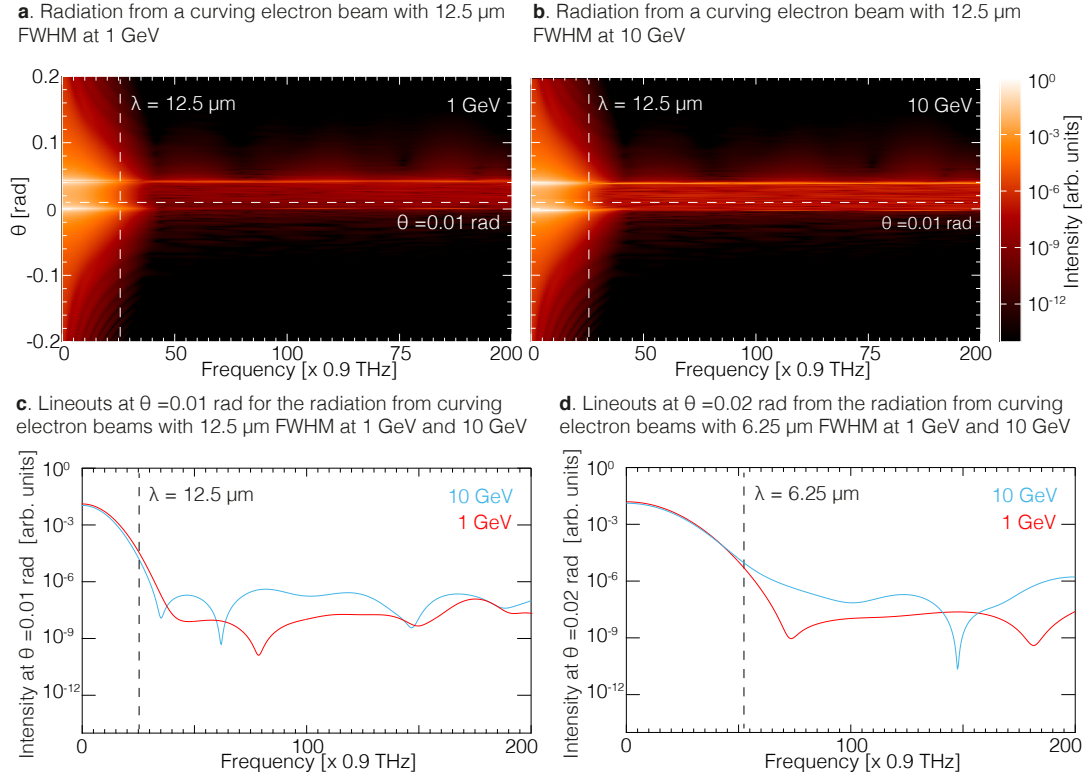 a. Radiation from a curving electron beam with 12.5 µm
FWHM at 1 GeV
b. Radiation from a curving electron beam with 12.5 µm
FWHM at 10 GeV
0.2
0.1
0
-0.1
-0.2
θ [rad]
λ = 12.5 µm
1 GeV
θ =0.01 rad
0
50
100
75
200
Frequency [x 0.9 THz]
λ = 12.5 µm
10 GeV
θ =0.01 rad
0
50
100
75
200
Frequency [x 0.9 THz]
10⁰
10⁻³
10⁻⁶
10⁻⁹
10⁻¹²
Intensity [arb. units]
c. Lineouts at θ =0.01 rad for the radiation from curving
electron beams with 12.5 µm FWHM at 1 GeV and 10 GeV
d. Lineouts at θ =0.02 rad from the radiation from curving
electron beams with 6.25 µm FWHM at 1 GeV and 10 GeV
Intensity at θ =0.01 rad [arb. units]
10⁰
10⁻³
10⁻⁶
10⁻⁹
10⁻¹²
λ = 12.5 µm
10 GeV
1 GeV
0
100
200
Frequency [x 0.9 THz]
Intensity at θ =0.02 rad [arb. units]
10⁰
10⁻³
10⁻⁶
10⁻⁹
10⁻¹²
λ = 6.25 µm
10 GeV
1 GeV
0
100
200
Frequency [x 0.9 THz]